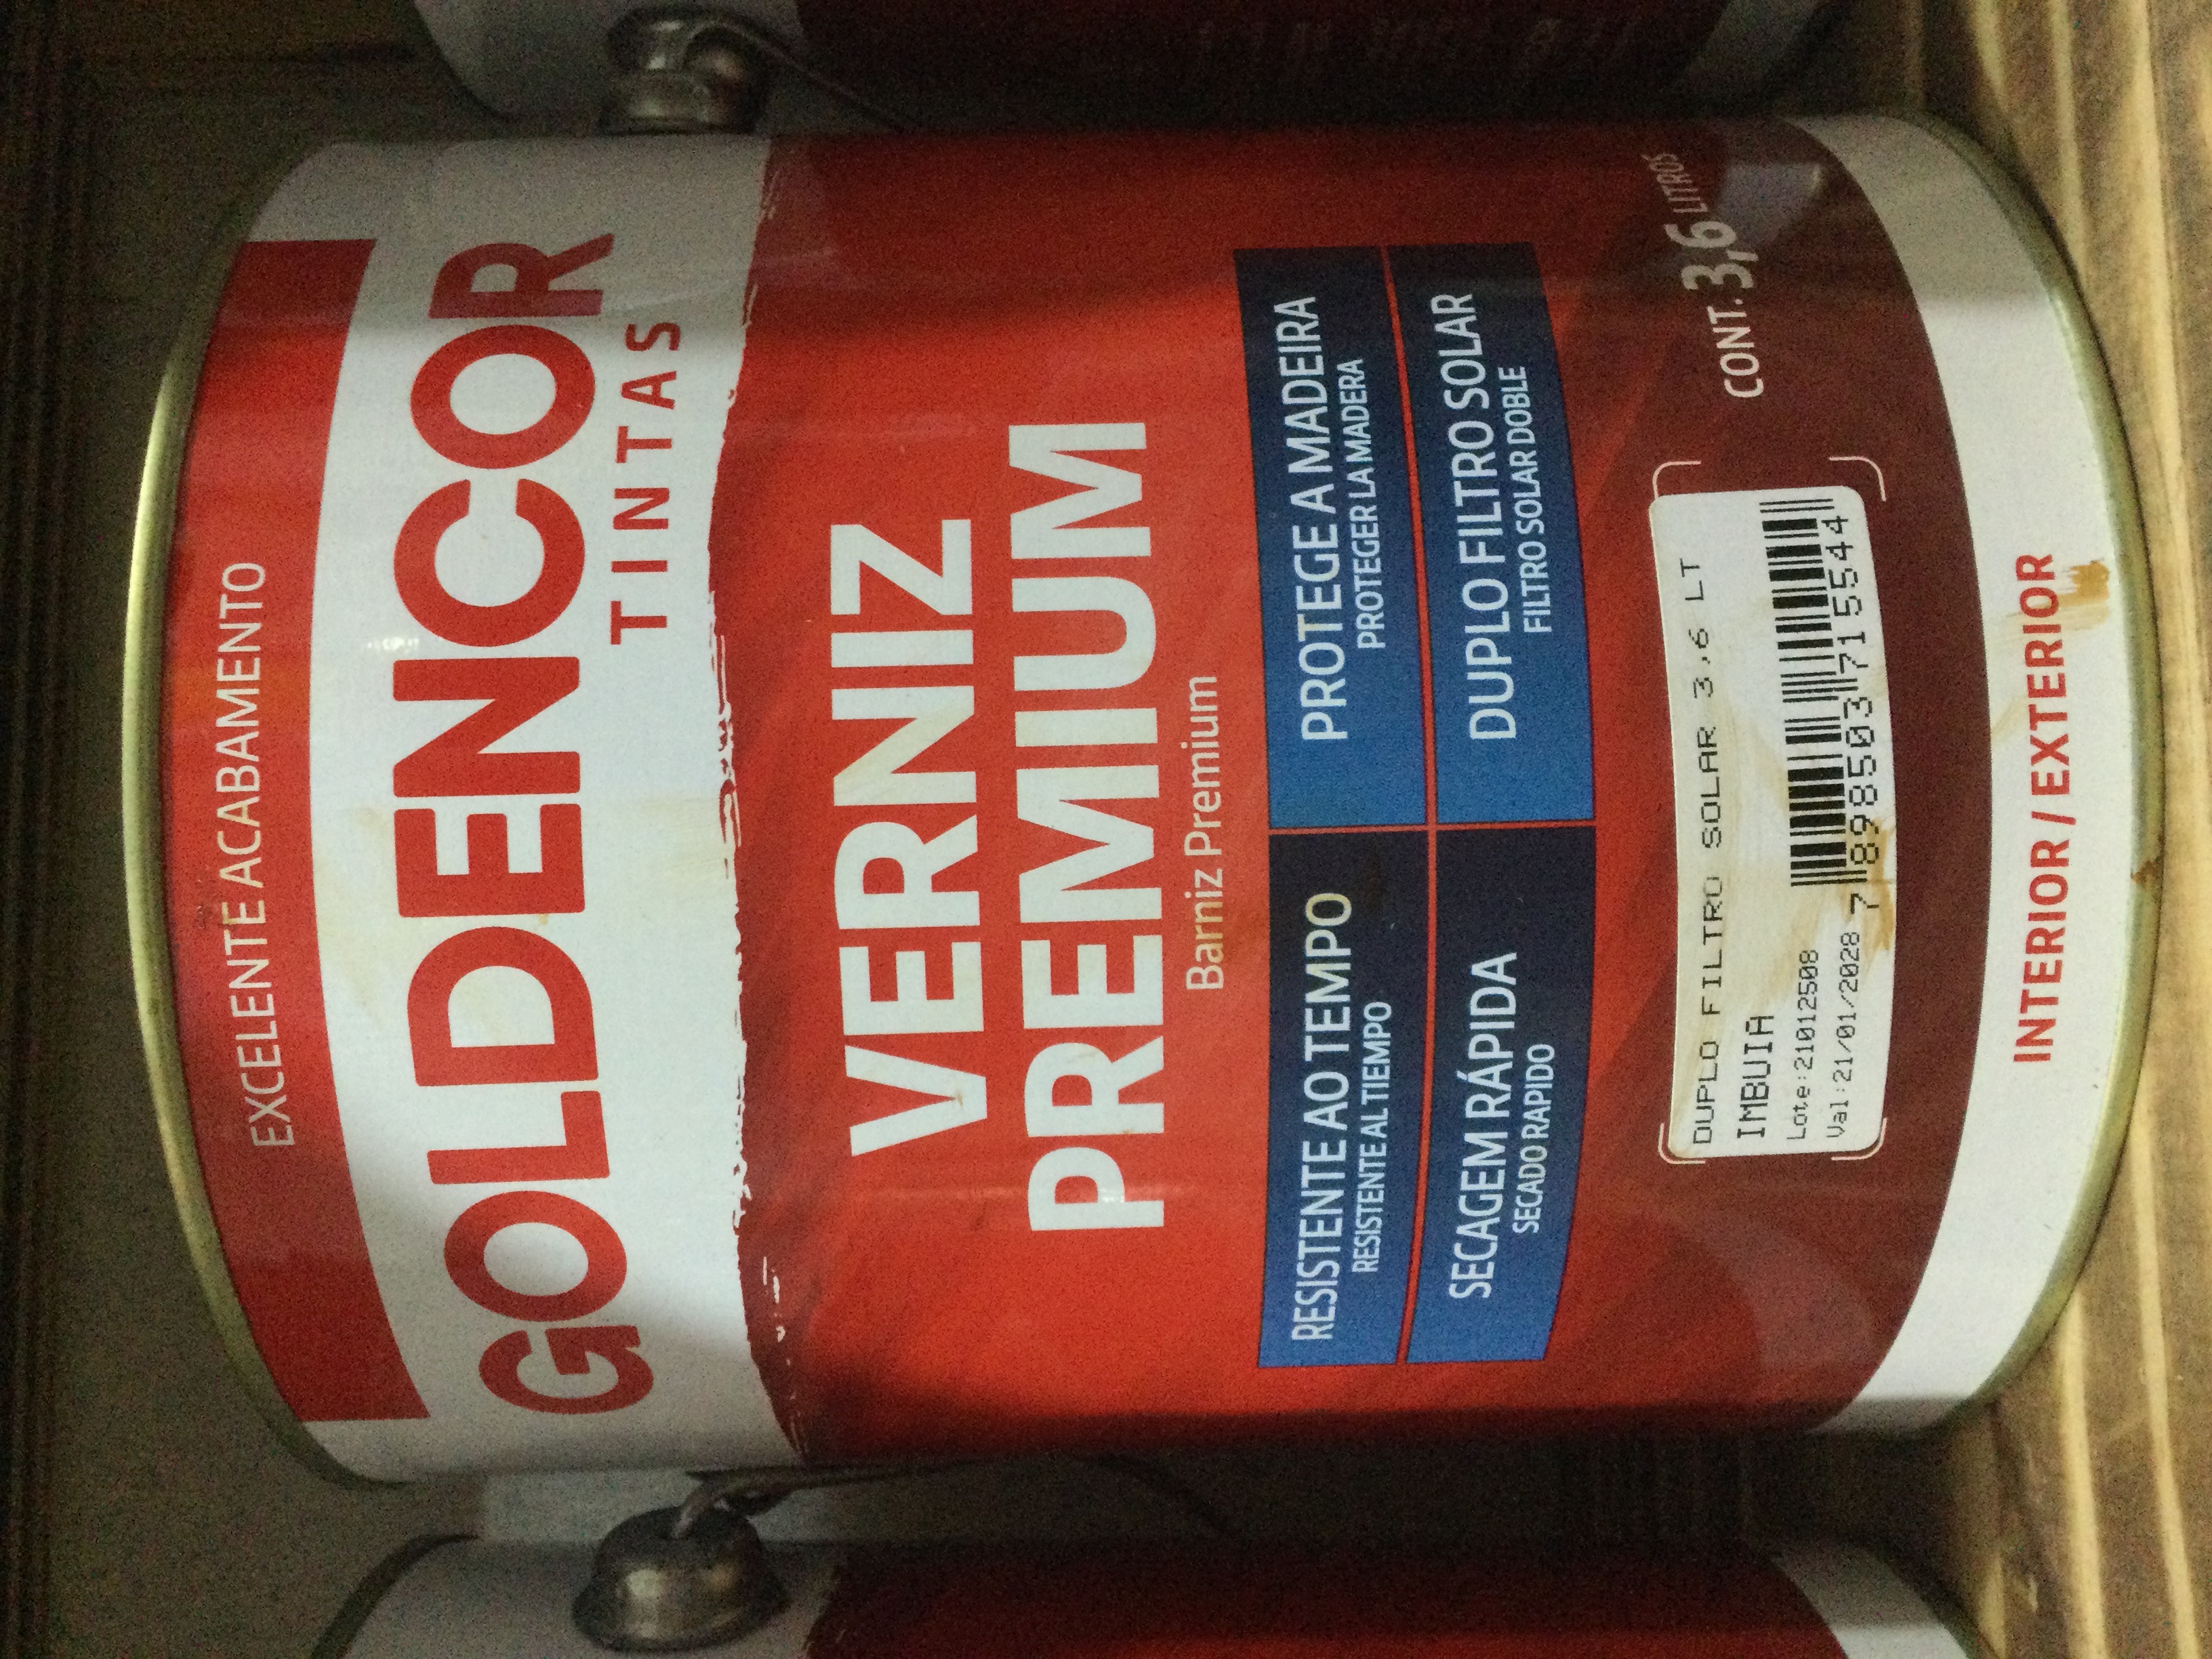 EXCELENTE ACABAMENTO
GOLDENCOR
TINTAS
VERNIZ
PREMIUM
Barniz Premium
RESISTENTE AO TEMPO
RESISTENTE AL TIEMPO
PROTEGE A MADEIRA
PROTEGER LA MADERA
SECAGEM RÁPIDA
SECADO RAPIDO
DUPLO FILTRO SOLAR
FILTRO SOLAR DOBLE
DUPLO FILTRO SOLAR 3,6 LT
IMBUIA
Lote:21012508
Val:21/01/2028
7 898503 715544
CONT. 3,6 LITROS
INTERIOR / EXTERIOR